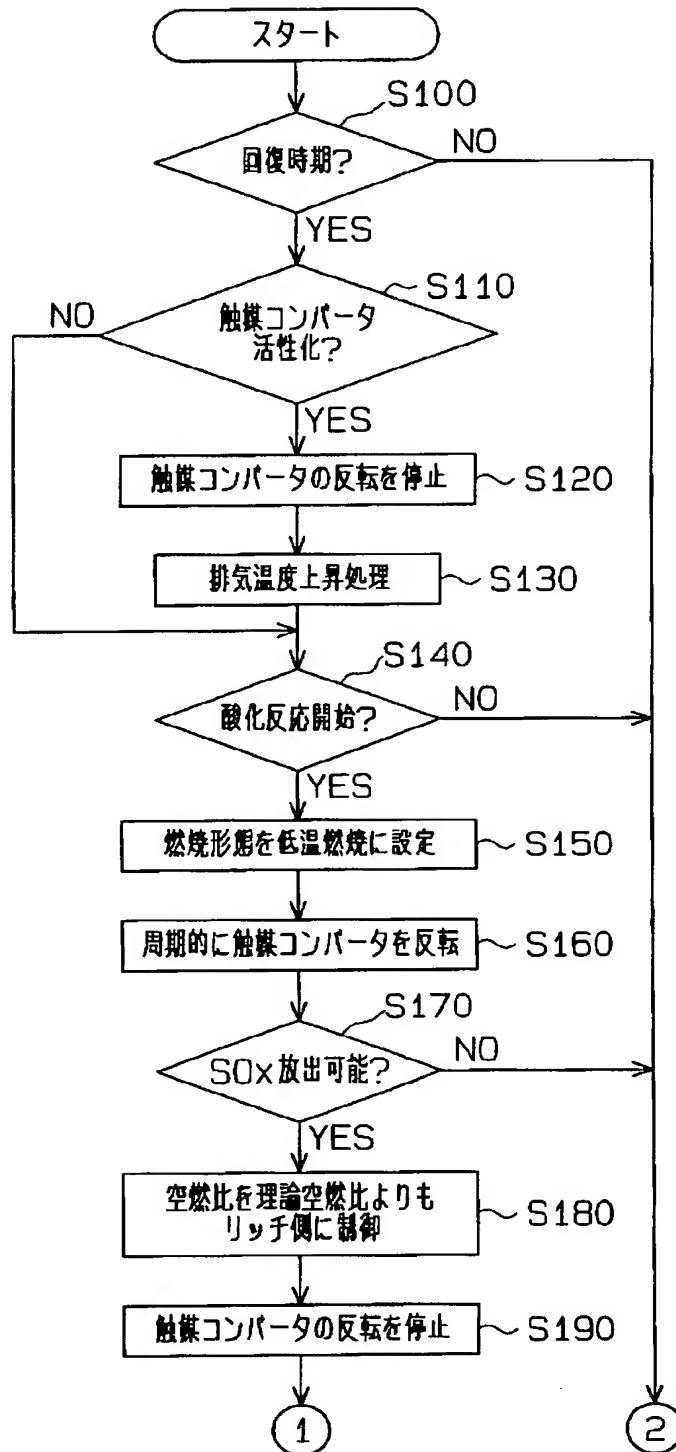 スタート
S100
回復時期?
NO
YES
S110
NO
触媒コンバータ
活性化?
YES
触媒コンバータの反転を停止
S120
排気温度上昇処理
S130
S140
酸化反応開始?
NO
YES
燃焼形態を低温燃焼に設定
S150
周期的に触媒コンバータを反転
S160
S170
SOx放出可能?
NO
YES
空燃比を理論空燃比よりも
リッチ側に制御
S180
触媒コンバータの反転を停止
S190
1
2